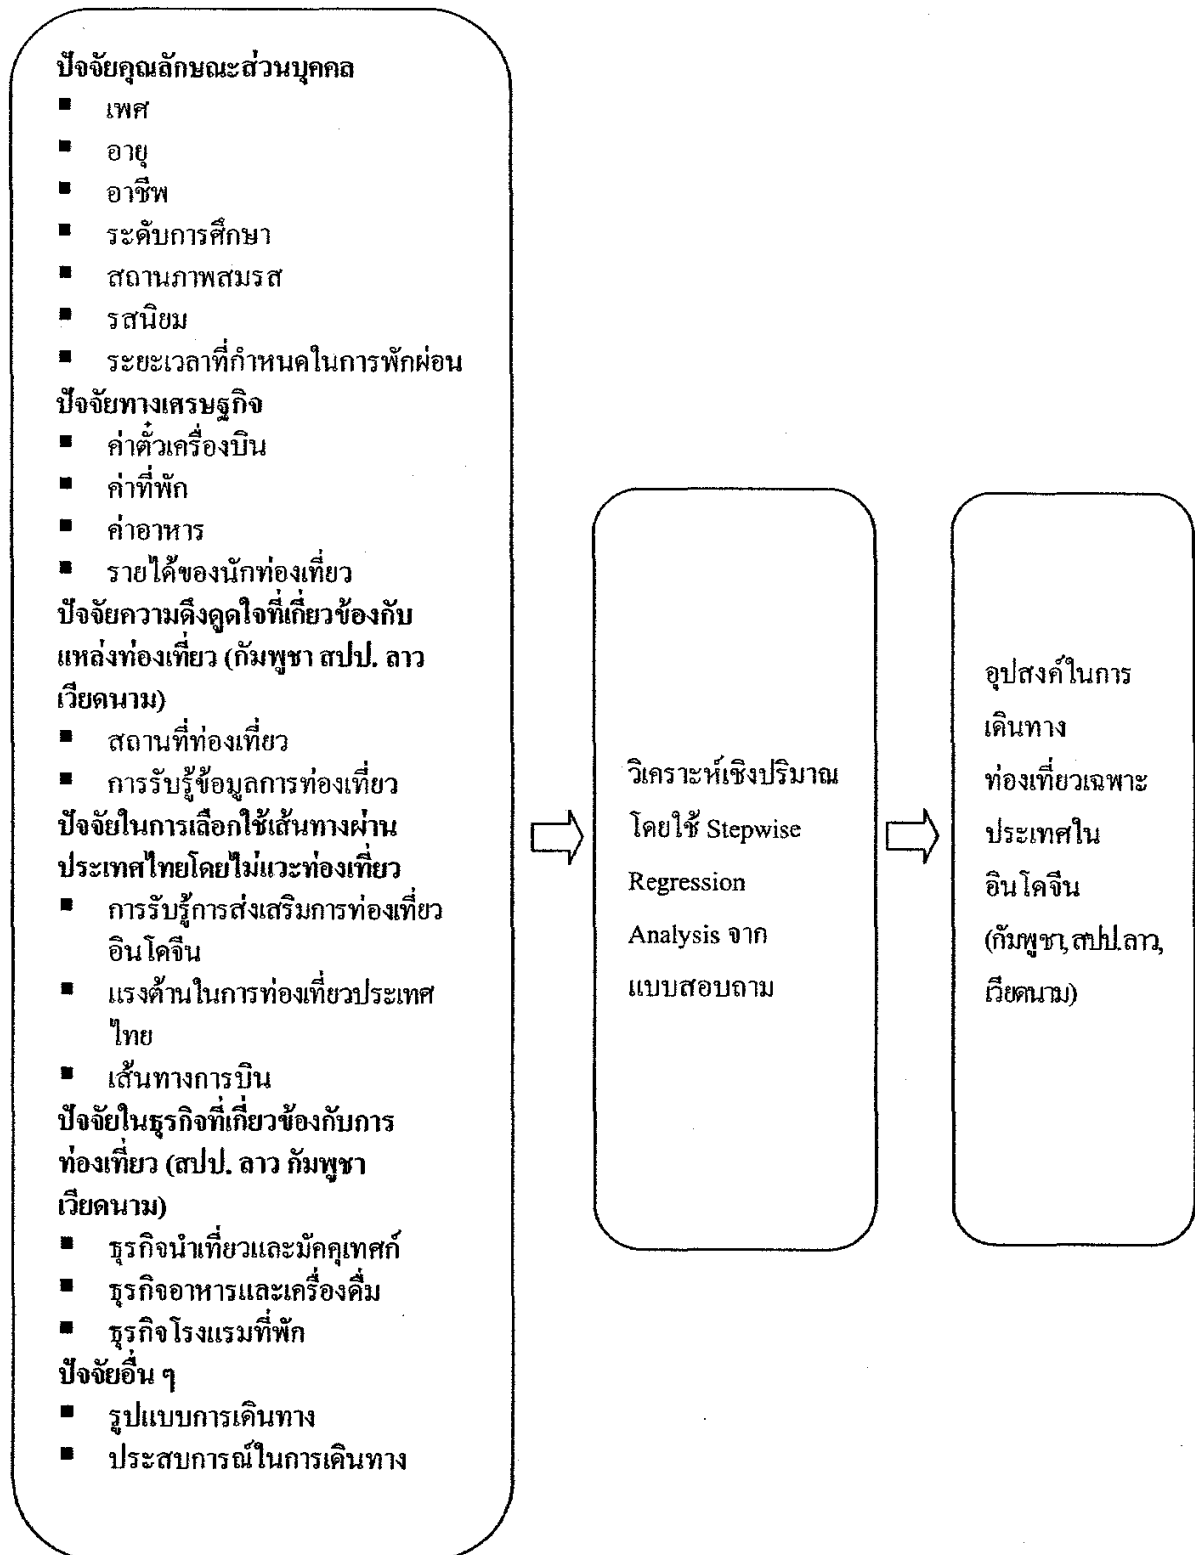 ปัจจัยคุณลักษณะส่วนบุคคล
▪ เพศ
▪ อายุ
▪ อาชีพ
▪ ระดับการศึกษา
▪ สถานภาพสมรส
▪ รสนิยม
▪ ระยะเวลาที่กำหนดในการพักผ่อน
ปัจจัยทางเศรษฐกิจ
▪ ค่าตั๋วเครื่องบิน
▪ ค่าที่พัก
▪ ค่าอาหาร
▪ รายได้ของนักท่องเที่ยว
ปัจจัยความดึงดูดใจที่เกี่ยวข้องกับ
แหล่งท่องเที่ยว (กัมพูชา สปป. ลาว
เวียดนาม)
▪ สถานที่ท่องเที่ยว
▪ การรับรู้ข้อมูลการท่องเที่ยว
ปัจจัยในการเลือกใช้เส้นทางผ่าน
ประเทศไทยโดยไม่แวะท่องเที่ยว
▪ การรับรู้การส่งเสริมการท่องเที่ยว
อินโดจีน
▪ แรงต้านในการท่องเที่ยวประเทศ
ไทย
▪ เส้นทางการบิน
ปัจจัยในธุรกิจที่เกี่ยวข้องกับการ
ท่องเที่ยว (สปป. ลาว กัมพูชา
เวียดนาม)
▪ ธุรกิจนำเที่ยวและมัคคุเทศก์
▪ ธุรกิจอาหารและเครื่องดื่ม
▪ ธุรกิจโรงแรมที่พัก
ปัจจัยอื่น ๆ
▪ รูปแบบการเดินทาง
▪ ประสบการณ์ในการเดินทาง
วิเคราะห์เชิงปริมาณ
โดยใช้ Stepwise
Regression
Analysis จาก
แบบสอบถาม
อุปสงค์ในการ
เดินทาง
ท่องเที่ยวเฉพาะ
ประเทศใน
อินโดจีน
(กัมพูชา, สปป.ลาว,
เวียดนาม)